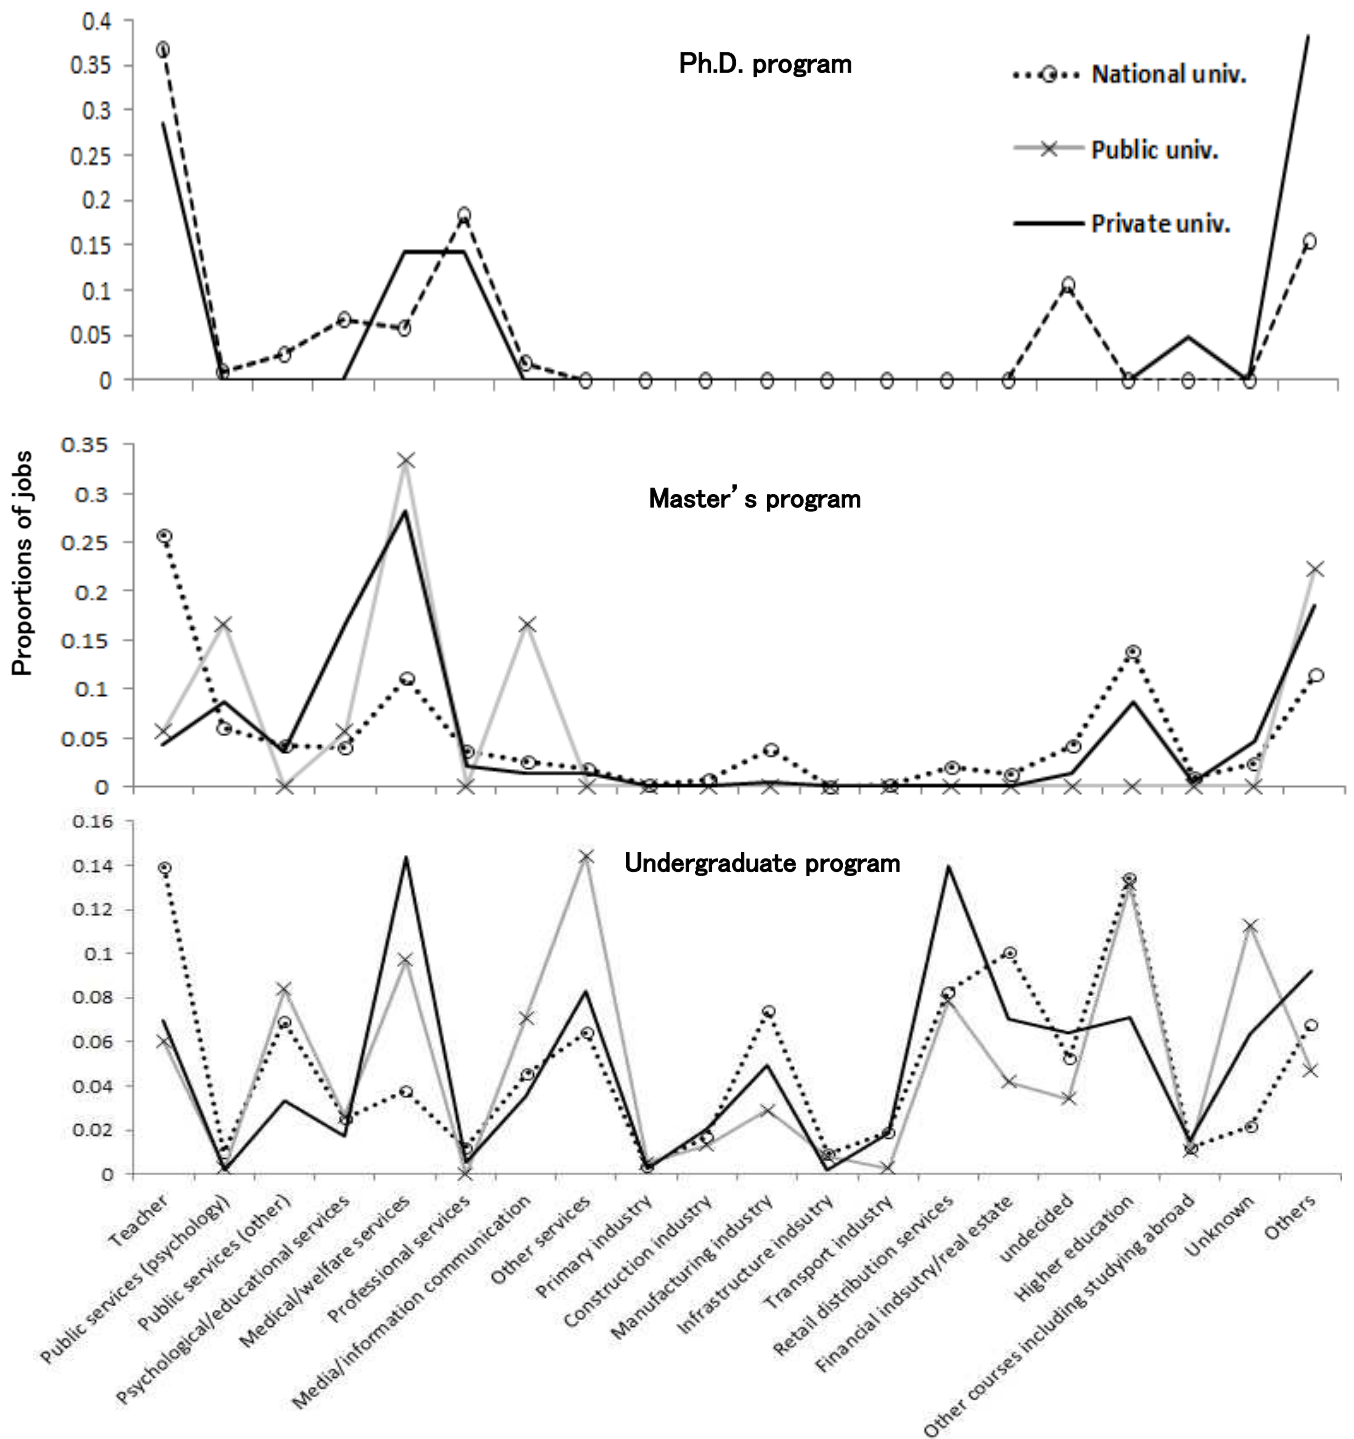 Ph.D. program
National univ.
Public univ.
Private univ.
0.4
0.35
0.3
0.25
0.2
0.15
0.1
0.05
0
Proportions of jobs
Master's program
0.35
0.3
0.25
0.2
0.15
0.1
0.05
0
Undergraduate program
0.16
0.14
0.12
0.1
0.08
0.06
0.04
0.02
0
Teacher
Public services (psychology)
Public services (other)
Psychological/educational services
Medical/welfare services
Professional services
Media/information communication
Other services
Primary industry
Construction industry
Manufacturing industry
Infrastructure indsutry
Transport industry
Retail distribution services
Financial indsutry/real estate
undecided
Higher education
Other courses including studying abroad
Unknown
Others